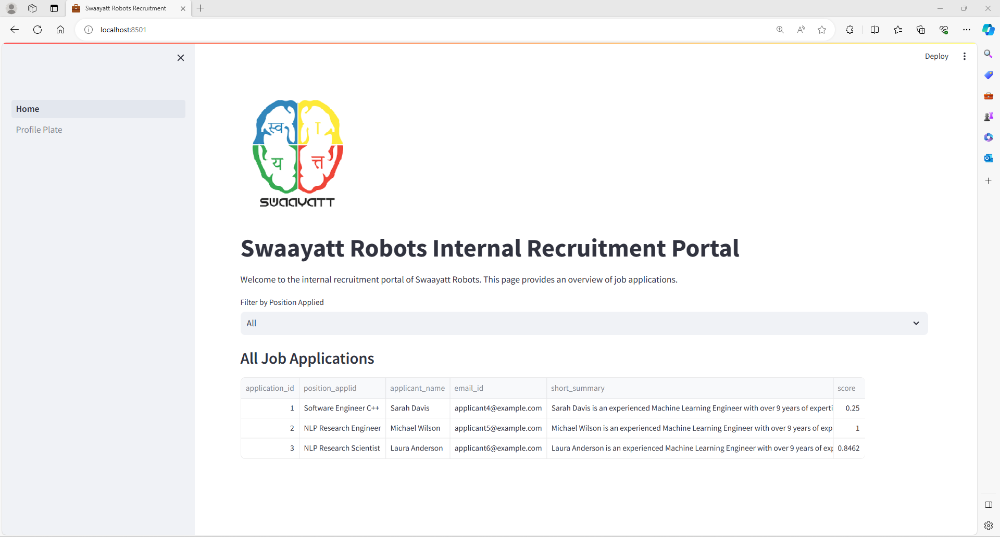 Swaayatt Robots Recruitment
localhost:8501
Deploy
Home
Profile Plate
स्व ा
य त्त
SWAAYATT
Swaayatt Robots Internal Recruitment Portal
Welcome to the internal recruitment portal of Swaayatt Robots. This page provides an overview of job applications.
Filter by Position Applied
All
All Job Applications
application_id position_applid applicant_name email_id short_summary score
1 Software Engineer C++ Sarah Davis applicant4@example.com Sarah Davis is an experienced Machine Learning Engineer with over 9 years of experti 0.25
2 NLP Research Engineer Michael Wilson applicant5@example.com Michael Wilson is an experienced Machine Learning Engineer with over 9 years of exp 1
3 NLP Research Scientist Laura Anderson applicant6@example.com Laura Anderson is an experienced Machine Learning Engineer with over 9 years of exp 0.8462